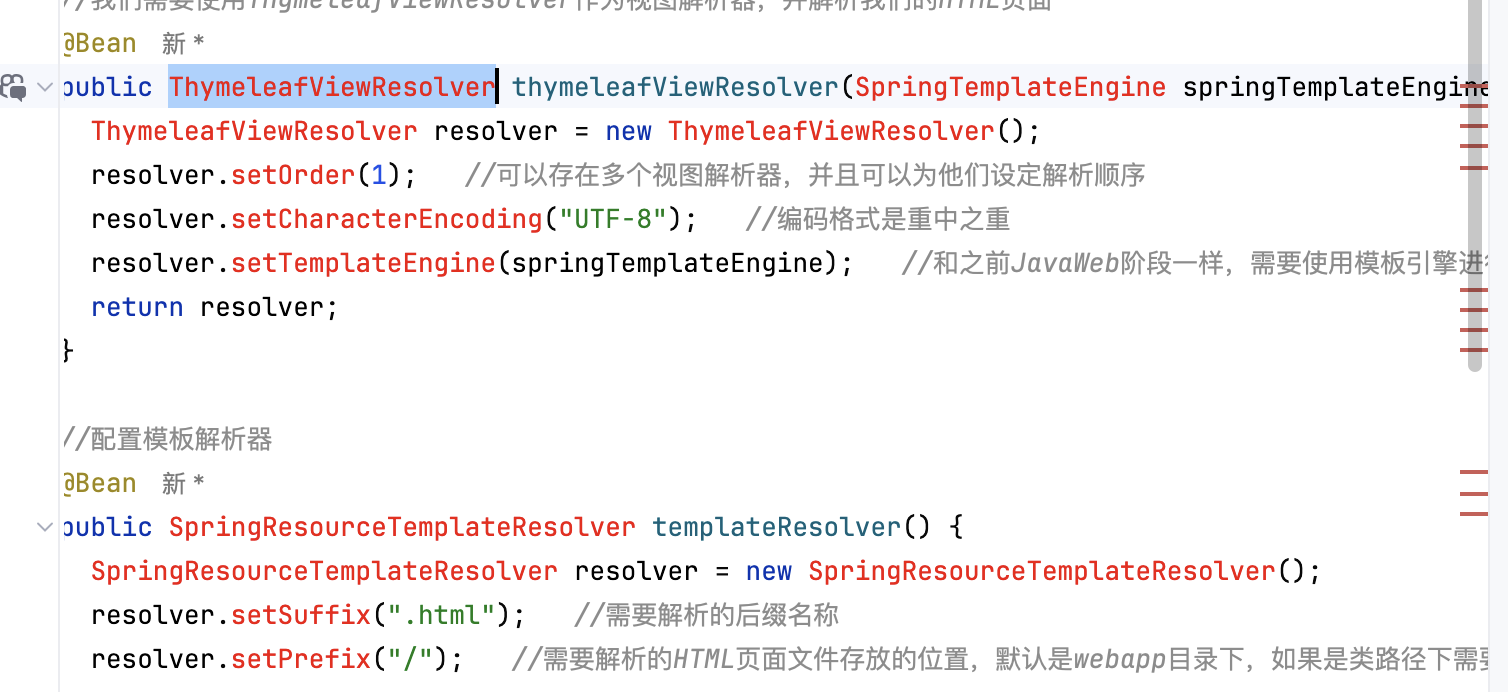 //我们需要使用ThymeleafViewResolver作为视图解析器，并解析我们的HTML页面
@Bean 新 *
public ThymeleafViewResolver thymeleafViewResolver(SpringTemplateEngine springTemplateEngine
ThymeleafViewResolver resolver = new ThymeleafViewResolver();
resolver.setOrder(1); //可以存在多个视图解析器，并且可以为他们设定解析顺序
resolver.setCharacterEncoding("UTF-8"); //编码格式是重中之重
resolver.setTemplateEngine(springTemplateEngine); //和之前JavaWeb阶段一样，需要使用模板引擎进
return resolver;
}
//配置模板解析器
@Bean 新 *
public SpringResourceTemplateResolver templateResolver() {
SpringResourceTemplateResolver resolver = new SpringResourceTemplateResolver();
resolver.setSuffix(".html"); //需要解析的后缀名称
resolver.setPrefix("/"); //需要解析的HTML页面文件存放的位置，默认是webapp目录下，如果是类路径下需